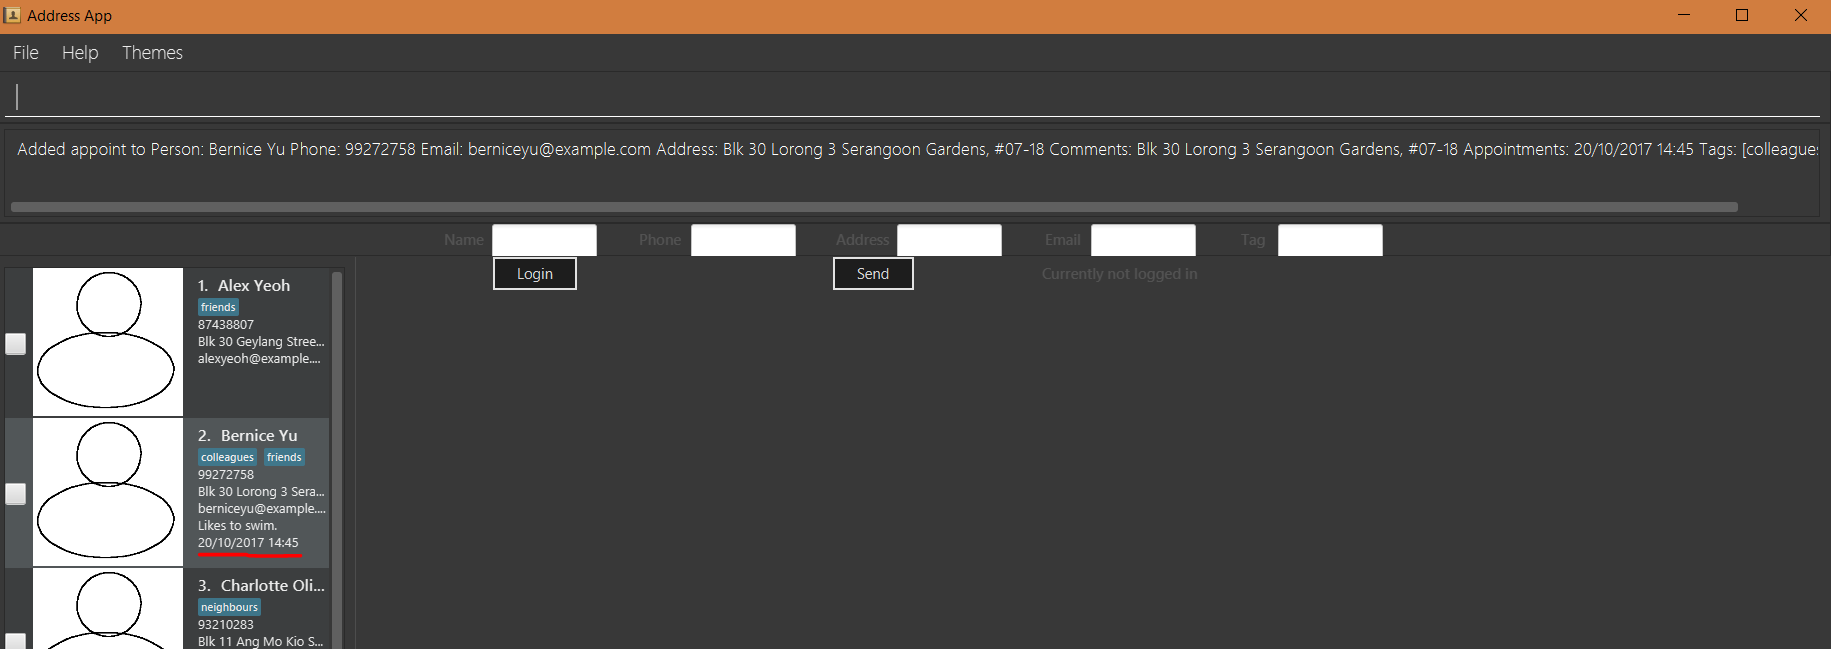 Address App
File Help Themes
Added appoint to Person: Bernice Yu Phone: 99272758 Email: berniceyu@example.com Address: Blk 30 Lorong 3 Serangoon Gardens, #07-18 Comments: Blk 30 Lorong 3 Serangoon Gardens, #07-18 Appointments: 20/10/2017 14:45 Tags: [colleagues
Name Phone Address Email Tag
Login Send Currently not logged in
1. Alex Yeoh
friends
87438807
Blk 30 Geylang Stree...
alexyeoh@example....
2. Bernice Yu
colleagues friends
99272758
Blk 30 Lorong 3 Sera...
berniceyu@example....
Likes to swim.
20/10/2017 14:45
3. Charlotte Oli...
neighbours
93210283
Blk 11 Ang Mo Kio S...